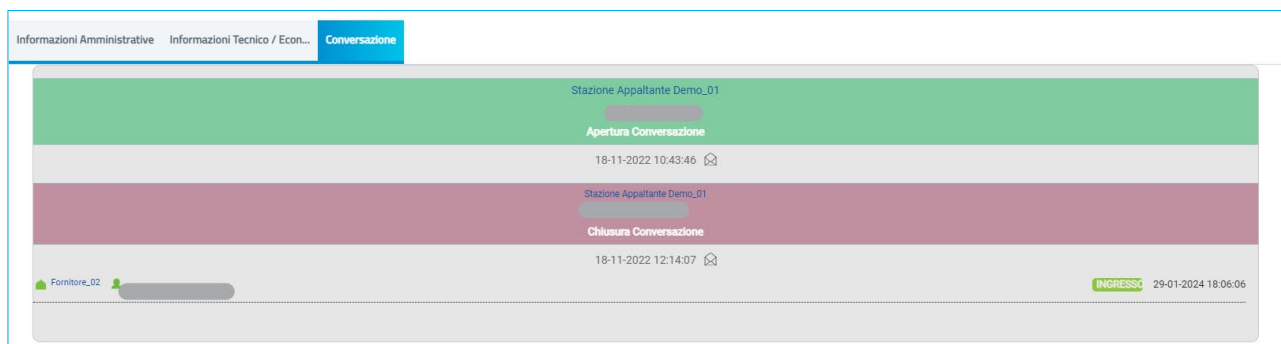 Informazioni Amministrative Informazioni Tecnico / Econ... Conversazione
Stazione Appaltante Demo_01
Apertura Conversazione
18-11-2022 10:43:46
Stazione Appaltante Demo_01
Chiusura Conversazione
18-11-2022 12:14:07
Fornitore_02 INGRESSO 29-01-2024 18:06:06